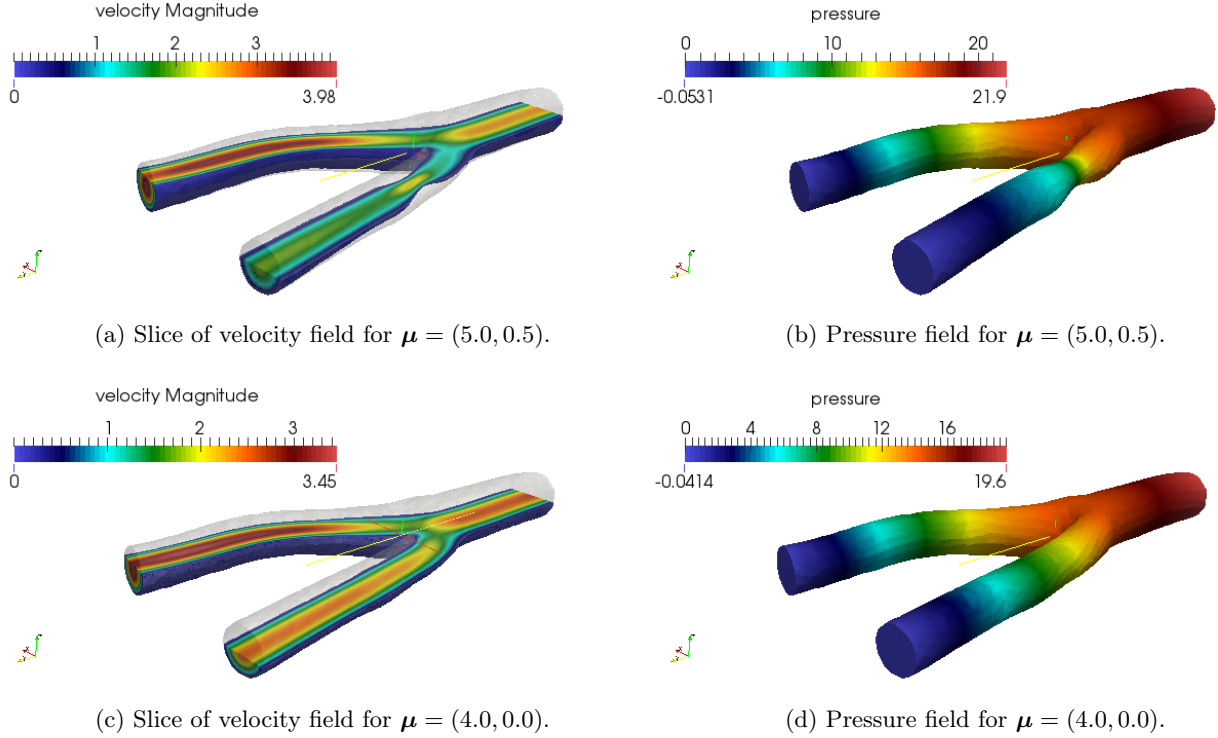 velocity Magnitude
0 1 2 3 3.98
pressure
0 10 20
-0.0531 21.9
(a) Slice of velocity field for μ = (5.0, 0.5).
(b) Pressure field for μ = (5.0, 0.5).
velocity Magnitude
0 1 2 3 3.45
pressure
0 4 8 12 16
-0.0414 19.6
(c) Slice of velocity field for μ = (4.0, 0.0).
(d) Pressure field for μ = (4.0, 0.0).